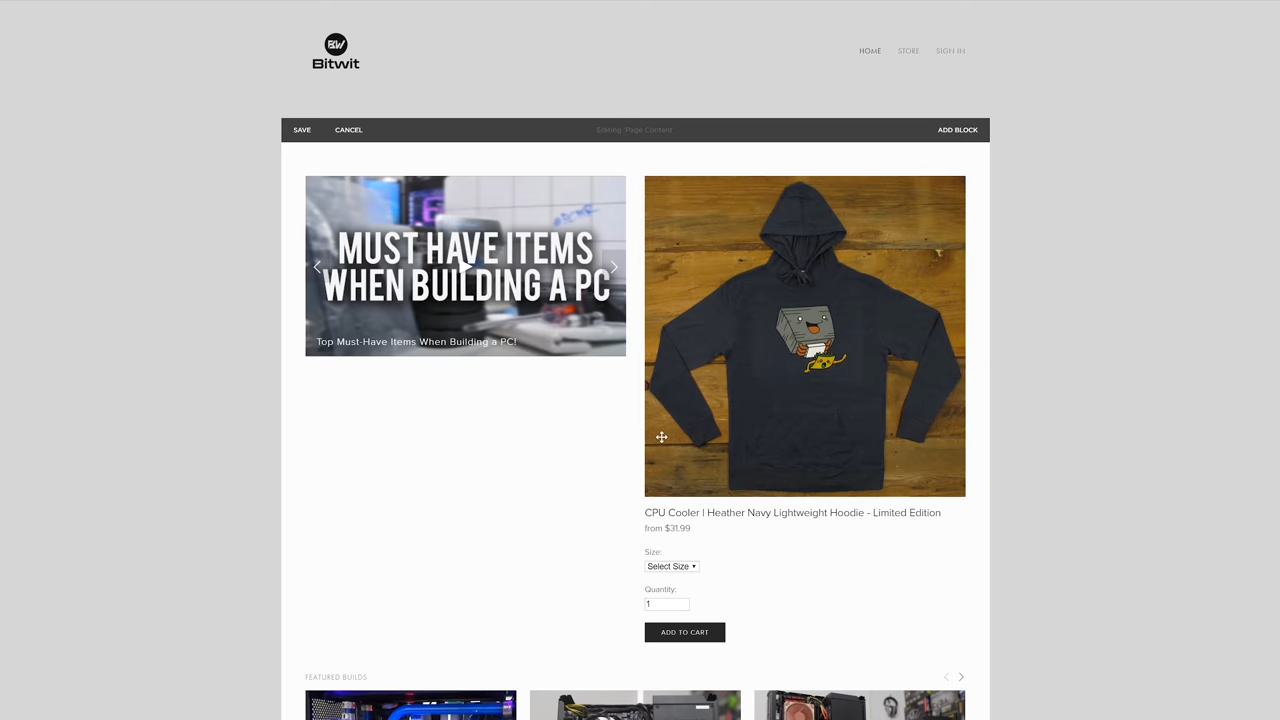 BW
Bitwit
HOME STORE SIGN IN
SAVE CANCEL Editing 'Page Content' ADD BLOCK
MUST HAVE ITEMS
WHEN BUILDING A PC
Top Must-Have Items When Building a PC!
CPU Cooler | Heather Navy Lightweight Hoodie - Limited Edition
from $31.99
Size:
Select Size
Quantity:
1
ADD TO CART
FEATURED BUILDS